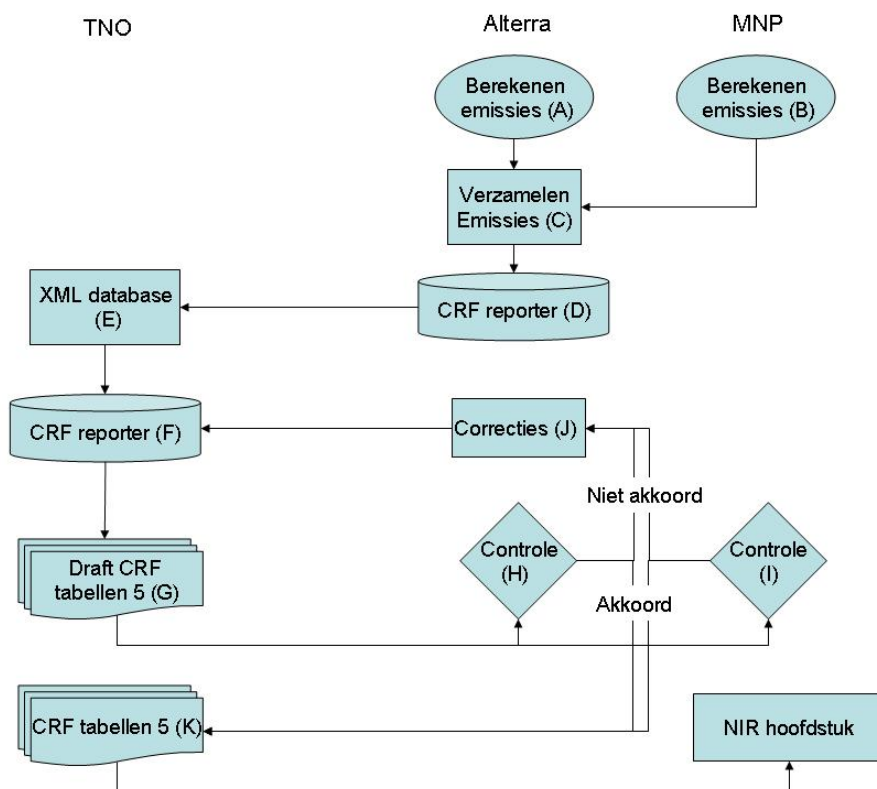 TNO
Alterra
MNP
Berekenen
emissies (A)
Berekenen
emissies (B)
Verzamelen
Emissies (C)
XML database
(E)
CRF reporter (D)
CRF reporter (F)
Correcties (J)
Niet akkoord
Draft CRF
tabellen 5 (G)
Controle
(H)
Controle
(I)
Akkoord
CRF tabellen 5 (K)
NIR hoofdstuk